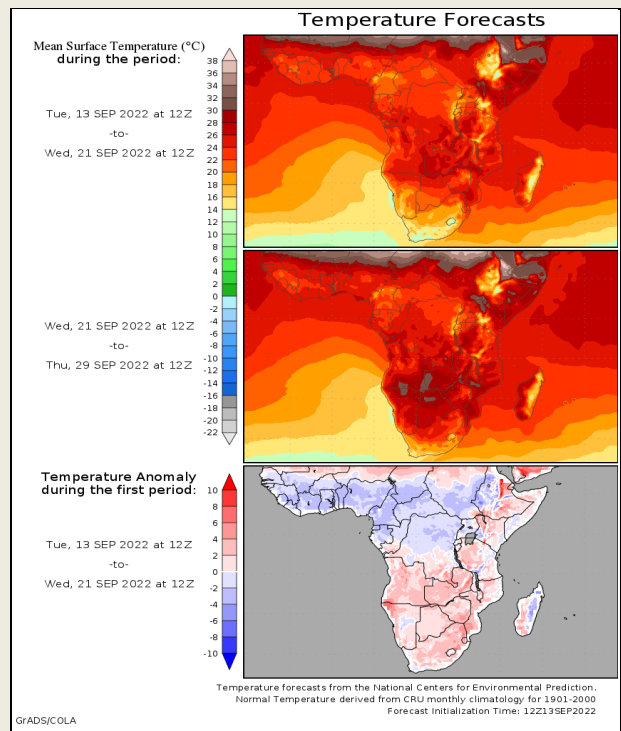 Temperature Forecasts
Mean Surface Temperature (°C)
during the period:
38
36
34
32
30
28
26
24
22
20
18
16
14
12
10
8
6
4
2
0
-2
-4
-6
-8
-10
-12
-14
-16
-18
-20
-22
Tue, 13 SEP 2022 at 12Z
-to-
Wed, 21 SEP 2022 at 12Z
Wed, 21 SEP 2022 at 12Z
-to-
Thu, 29 SEP 2022 at 12Z
Temperature Anomaly
during the first period:
10
8
6
4
2
0
-2
-4
-6
-8
-10
Tue, 13 SEP 2022 at 12Z
-to-
Wed, 21 SEP 2022 at 12Z
Temperature forecasts from the National Centers for Environmental Prediction.
Normal Temperature derived from CRU monthly climatology for 1901-2000
Forecast Initialization Time: 12Z13SEP2022
GrADS/COLA